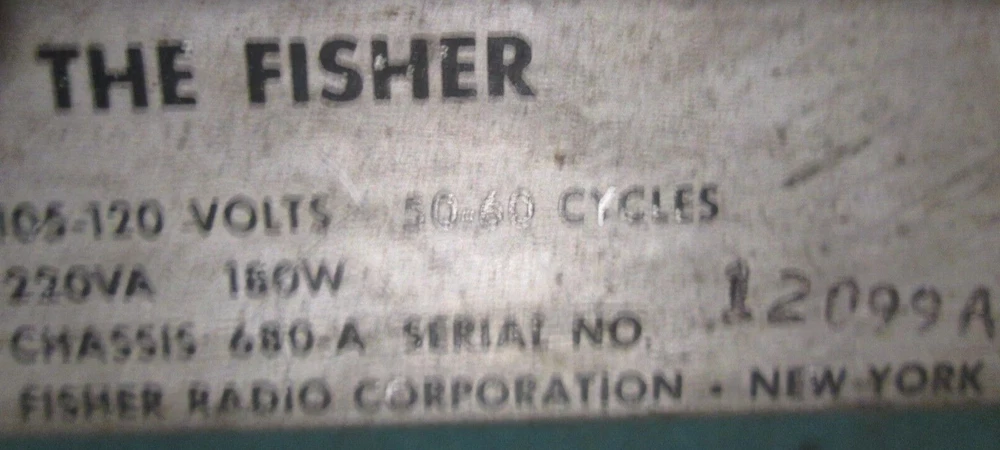 THE FISHER
105-120 VOLTS 50-60 CYCLES
220VA 180W
CHASSIS 680-A SERIAL NO. 12099A
FISHER RADIO CORPORATION · NEW YORK